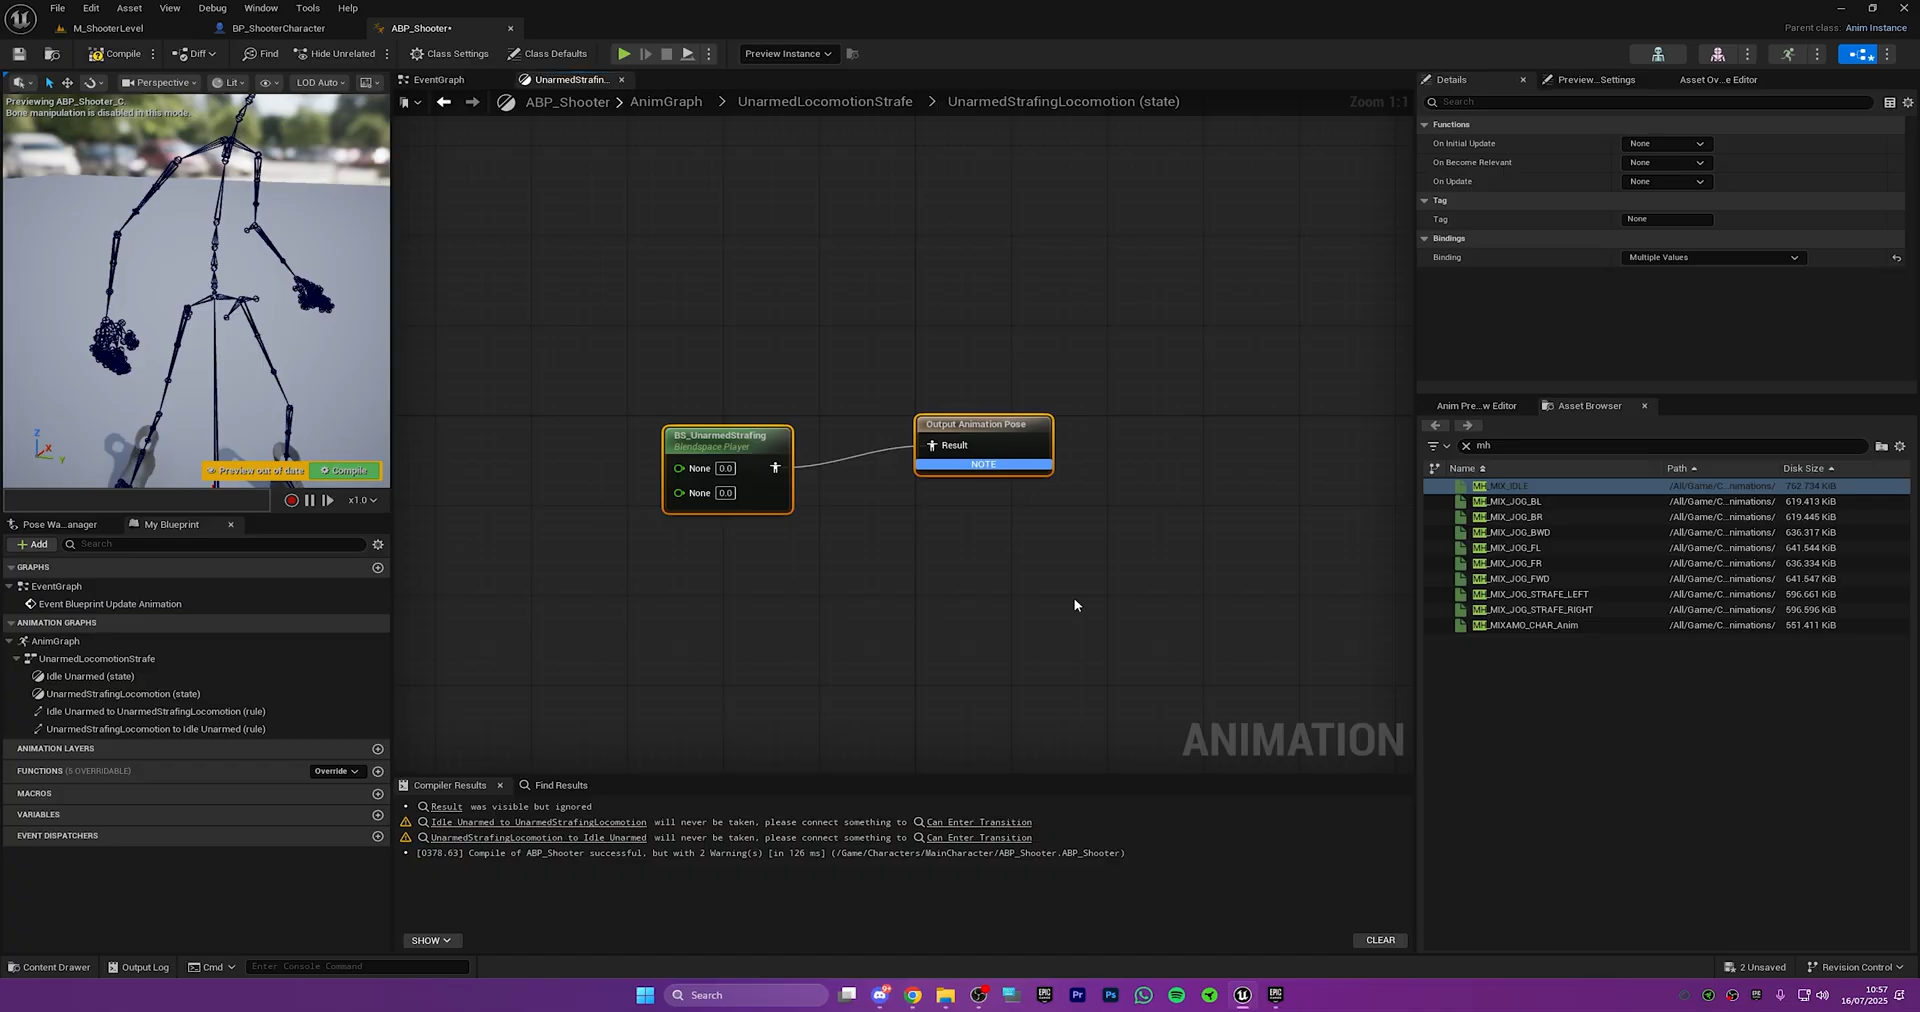 File Edit Asset View Debug Window Tools Help
M_ShooterLevel BP_ShooterCharacter ABP_Shooter*
Parent class: Anim Instance
Compile Diff Find Hide Unrelated Class Settings Class Defaults Preview Instance
Perspective Lit LOD Auto
Previewing ABP_Shooter_C.
Bone manipulation is disabled in this mode.
Z
X
Y
Preview out of date Compile
x1.0
EventGraph UnarmedStrafin...
ABP_Shooter > AnimGraph > UnarmedLocomotionStrafe > UnarmedStrafingLocomotion (state) Zoom 1:1
BS_UnarmedStrafing
Blendspace Player
None 0.0
None 0.0
Output Animation Pose
Result
NOTE
ANIMATION
Pose Wa...anager My Blueprint
Add Search
GRAPHS
EventGraph
Event Blueprint Update Animation
ANIMATION GRAPHS
AnimGraph
UnarmedLocomotionStrafe
Idle Unarmed (state)
UnarmedStrafingLocomotion (state)
Idle Unarmed to UnarmedStrafingLocomotion (rule)
UnarmedStrafingLocomotion to Idle Unarmed (rule)
ANIMATION LAYERS
FUNCTIONS (5 OVERRIDABLE) Override
MACROS
VARIABLES
EVENT DISPATCHERS
Compiler Results Find Results
Result was visible but ignored
Idle Unarmed to UnarmedStrafingLocomotion will never be taken, please connect something to Can Enter Transition
UnarmedStrafingLocomotion to Idle Unarmed will never be taken, please connect something to Can Enter Transition
[0378.63] Compile of ABP_Shooter successful, but with 2 Warning(s) [in 126 ms] (/Game/Characters/MainCharacter/ABP_Shooter.ABP_Shooter)
SHOW CLEAR
Details Preview...Settings Asset Ov...e Editor
Search
Functions
On Initial Update None
On Become Relevant None
On Update None
Tag
Tag None
Bindings
Binding Multiple Values
Anim Pre...w Editor Asset Browser
mh
Name Path Disk Size
MH_MIX_IDLE /All/Game/C...nimations/ 762.734 KiB
MH_MIX_JOG_BL /All/Game/C...nimations/ 619.413 KiB
MH_MIX_JOG_BR /All/Game/C...nimations/ 619.445 KiB
MH_MIX_JOG_BWD /All/Game/C...nimations/ 636.317 KiB
MH_MIX_JOG_FL /All/Game/C...nimations/ 641.544 KiB
MH_MIX_JOG_FR /All/Game/C...nimations/ 636.334 KiB
MH_MIX_JOG_FWD /All/Game/C...nimations/ 641.547 KiB
MH_MIX_JOG_STRAFE_LEFT /All/Game/C...nimations/ 596.661 KiB
MH_MIX_JOG_STRAFE_RIGHT /All/Game/C...nimations/ 596.596 KiB
MH_MIXAMO_CHAR_Anim /All/Game/C...nimations/ 551.411 KiB
Content Drawer Output Log Cmd Enter Console Command 2 Unsaved Revision Control
Search
EPIC Pr Ps EPIC
10:57
16/07/2025